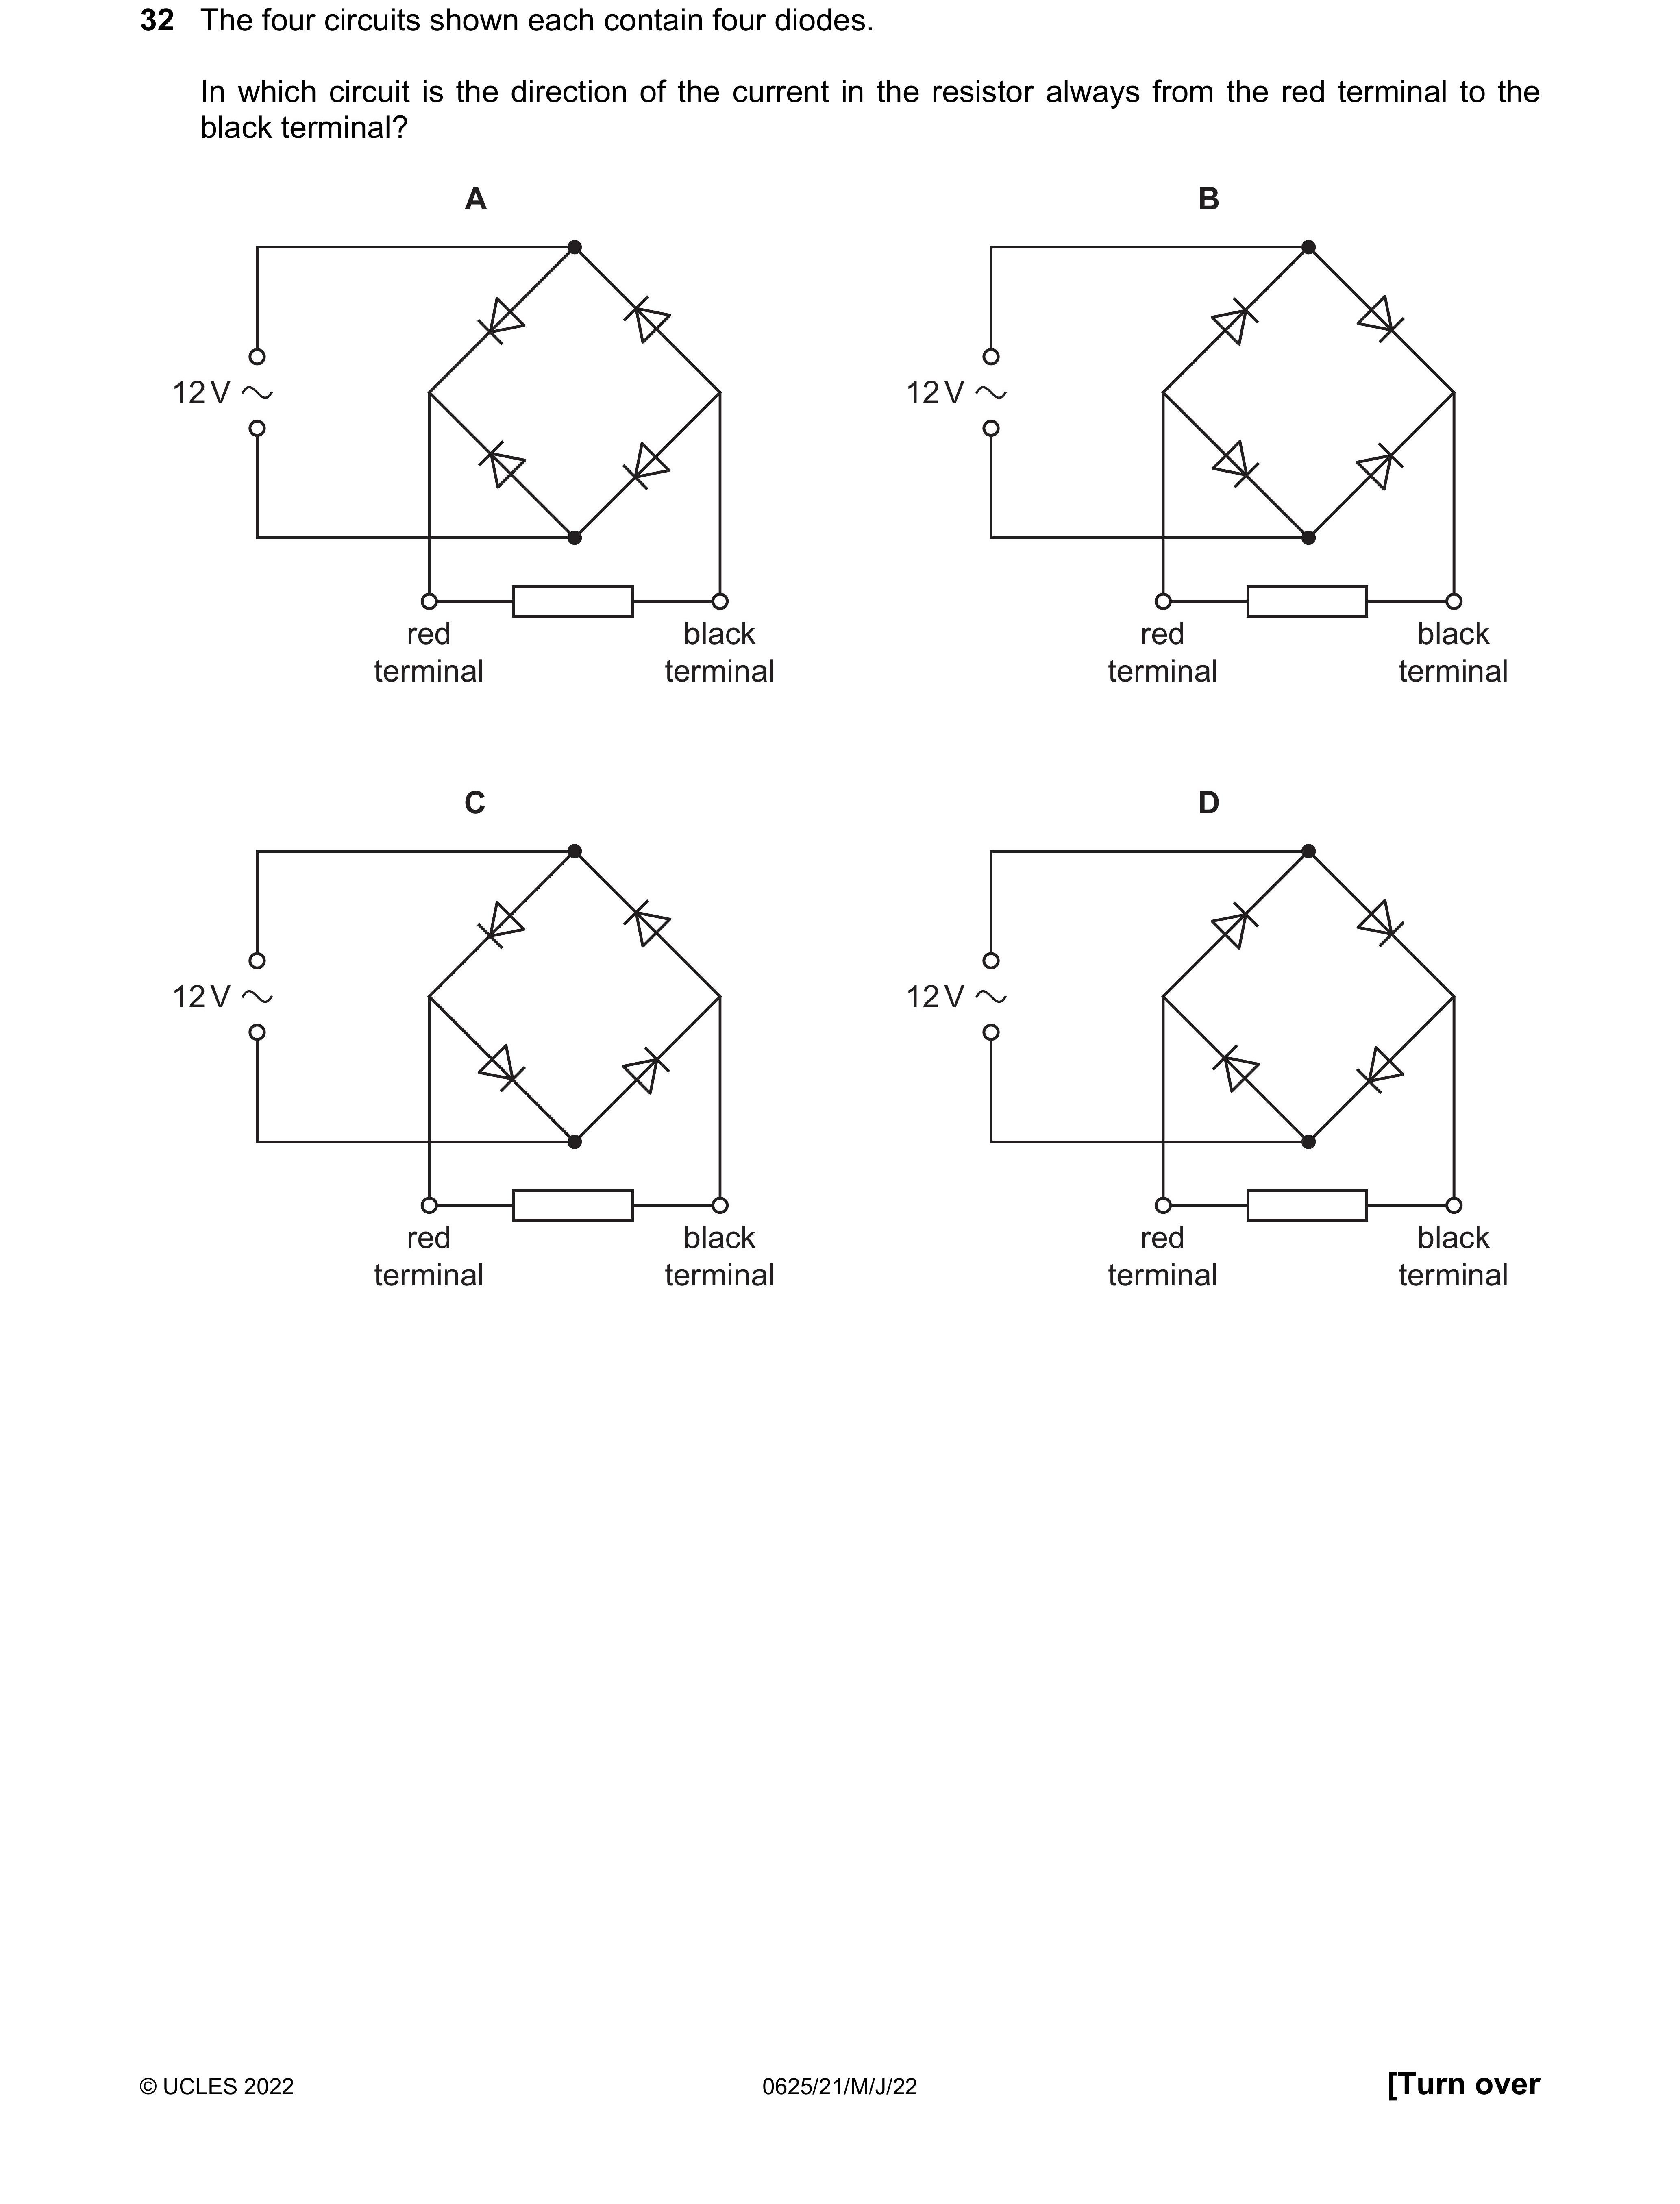 32 The four circuits shown each contain four diodes.
In which circuit is the direction of the current in the resistor always from the red terminal to the
black terminal?
A
B
12 V ~
12 V ~
red
terminal
black
terminal
red
terminal
black
terminal
C
D
12 V ~
12 V ~
red
terminal
black
terminal
red
terminal
black
terminal
© UCLES 2022
0625/21/M/J/22
[Turn over